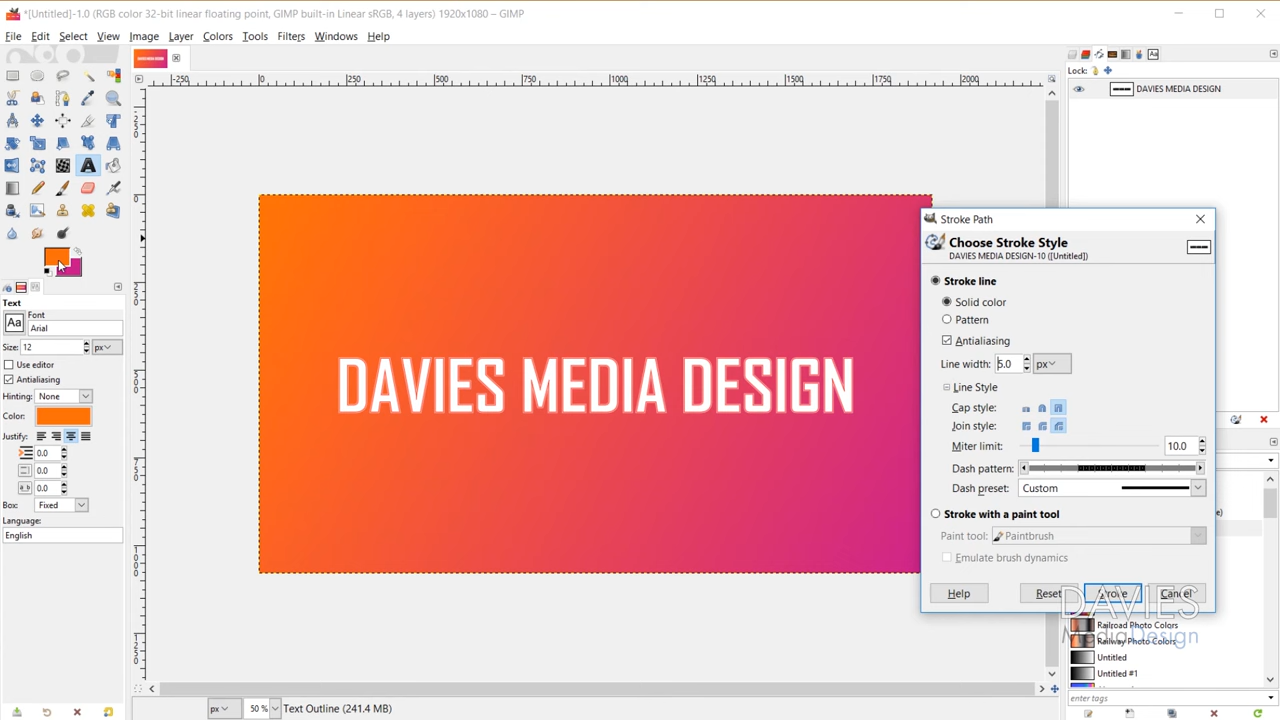 *[Untitled]-1.0 (RGB color 32-bit linear floating point, GIMP built-in Linear sRGB, 4 layers) 1920x1080 – GIMP
File Edit Select View Image Layer Colors Tools Filters Windows Help
-250 0 250 500 750 1000 1250 1500 1750 2000
Lock:
DAVIES MEDIA DESIGN
Stroke Path
Choose Stroke Style
DAVIES MEDIA DESIGN-10 ([Untitled])
Stroke line
Solid color
Pattern
Antialiasing
Line width: 5.0 px
Line Style
Cap style:
Join style:
Miter limit: 10.0
Dash pattern:
Dash preset: Custom
Stroke with a paint tool
Paint tool: Paintbrush
Emulate brush dynamics
Help Reset Stroke Cancel
DAVIES MEDIA DESIGN
Text
Font
Aa Arial
Size: 12 px
Use editor
Antialiasing
Hinting: None
Color:
Justify:
0.0
0.0
0.0
Box: Fixed
Language:
English
DAVIES
MediaDesign
Railroad Photo Colors
Railway Photo Colors
Untitled
Untitled #1
enter tags
px 50 % Text Outline (241.4 MB)